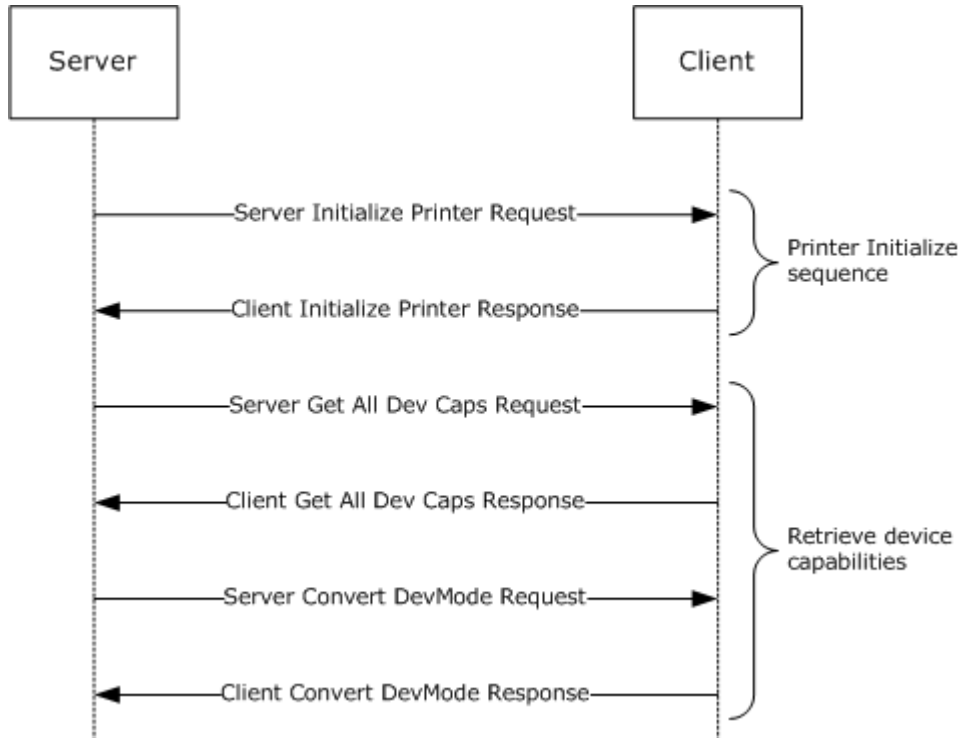 Server
Client
Server Initialize Printer Request
Printer Initialize
sequence
Client Initialize Printer Response
Server Get All Dev Caps Request
Client Get All Dev Caps Response
Retrieve device
capabilities
Server Convert DevMode Request
Client Convert DevMode Response